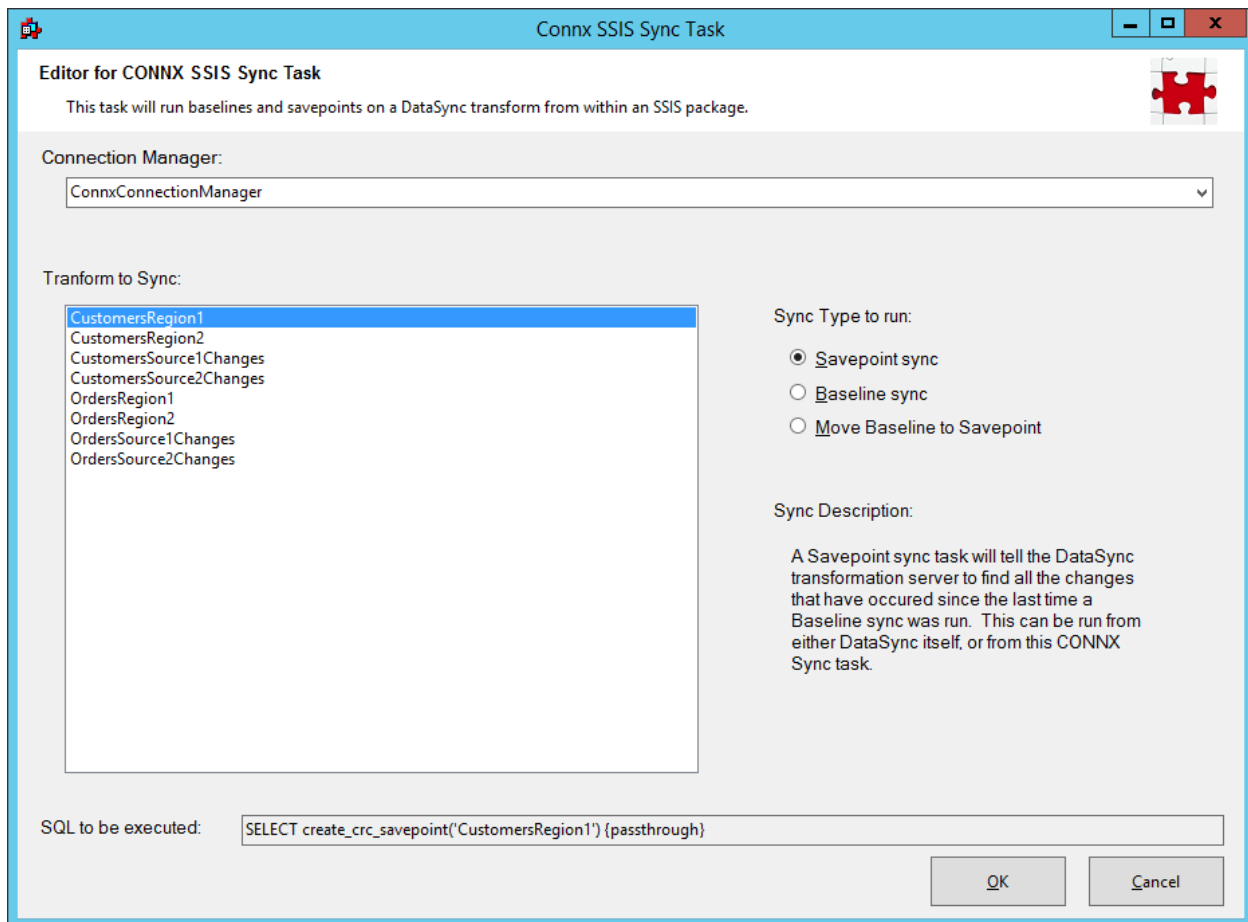 Connx SSIS Sync Task
Editor for CONNX SSIS Sync Task
This task will run baselines and savepoints on a DataSync transform from within an SSIS package.
Connection Manager:
ConnxConnectionManager
Tranform to Sync:
CustomersRegion1
CustomersRegion2
CustomersSource1Changes
CustomersSource2Changes
OrdersRegion1
OrdersRegion2
OrdersSource1Changes
OrdersSource2Changes
Sync Type to run:
Savepoint sync
Baseline sync
Move Baseline to Savepoint
Sync Description:
A Savepoint sync task will tell the DataSync
transformation server to find all the changes
that have occured since the last time a
Baseline sync was run.  This can be run from
either DataSync itself, or from this CONNX
Sync task.
SQL to be executed:
SELECT create_crc_savepoint('CustomersRegion1') {passthrough}
OK
Cancel